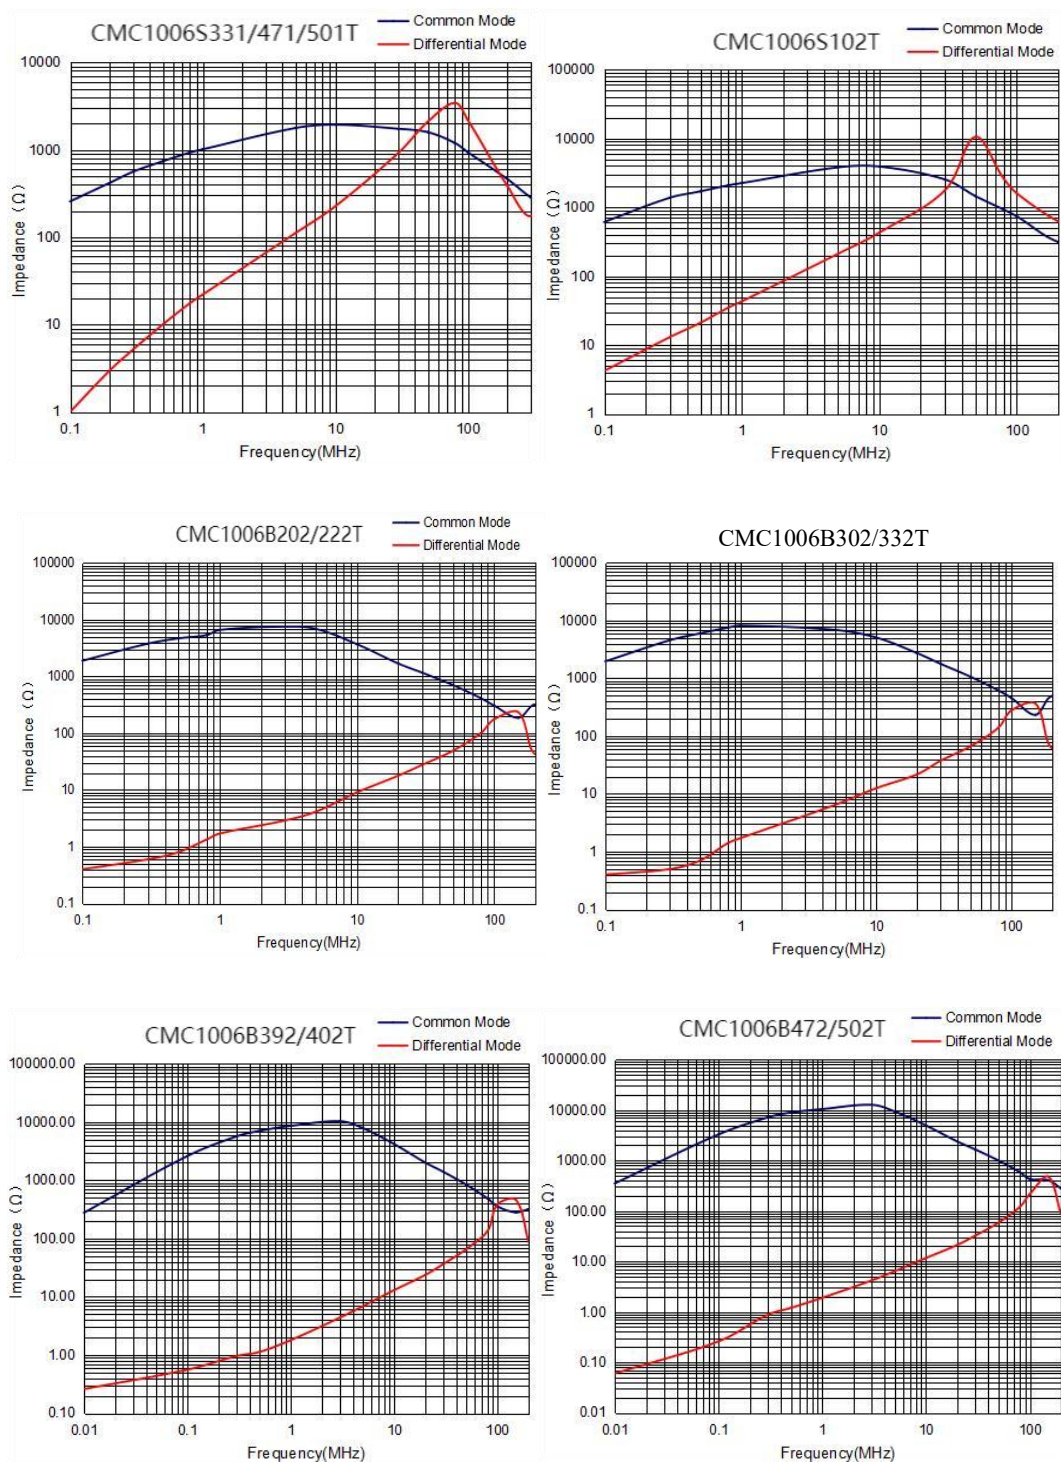 CMC1006S331/471/501T
Common Mode
Differential Mode
10000
1000
100
10
1
Impedance (Ω)
0.1 1 10 100
Frequency(MHz)
CMC1006S102T
Common Mode
Differential Mode
100000
10000
1000
100
10
1
Impedance (Ω)
0.1 1 10 100
Frequency(MHz)
CMC1006B202/222T
Common Mode
Differential Mode
100000
10000
1000
100
10
1
0.1
Impedance (Ω)
0.1 1 10 100
Frequency(MHz)
CMC1006B302/332T
100000
10000
1000
100
10
1
0.1
Impedance (Ω)
0.1 1 10 100
Frequency(MHz)
CMC1006B392/402T
Common Mode
Differential Mode
100000.00
10000.00
1000.00
100.00
10.00
1.00
0.10
Impedance (Ω)
0.01 0.1 1 10 100
Frequency(MHz)
CMC1006B472/502T
Common Mode
Differential Mode
100000.00
10000.00
1000.00
100.00
10.00
1.00
0.10
0.01
Impedance (Ω)
0.01 0.1 1 10 100
Frequency(MHz)